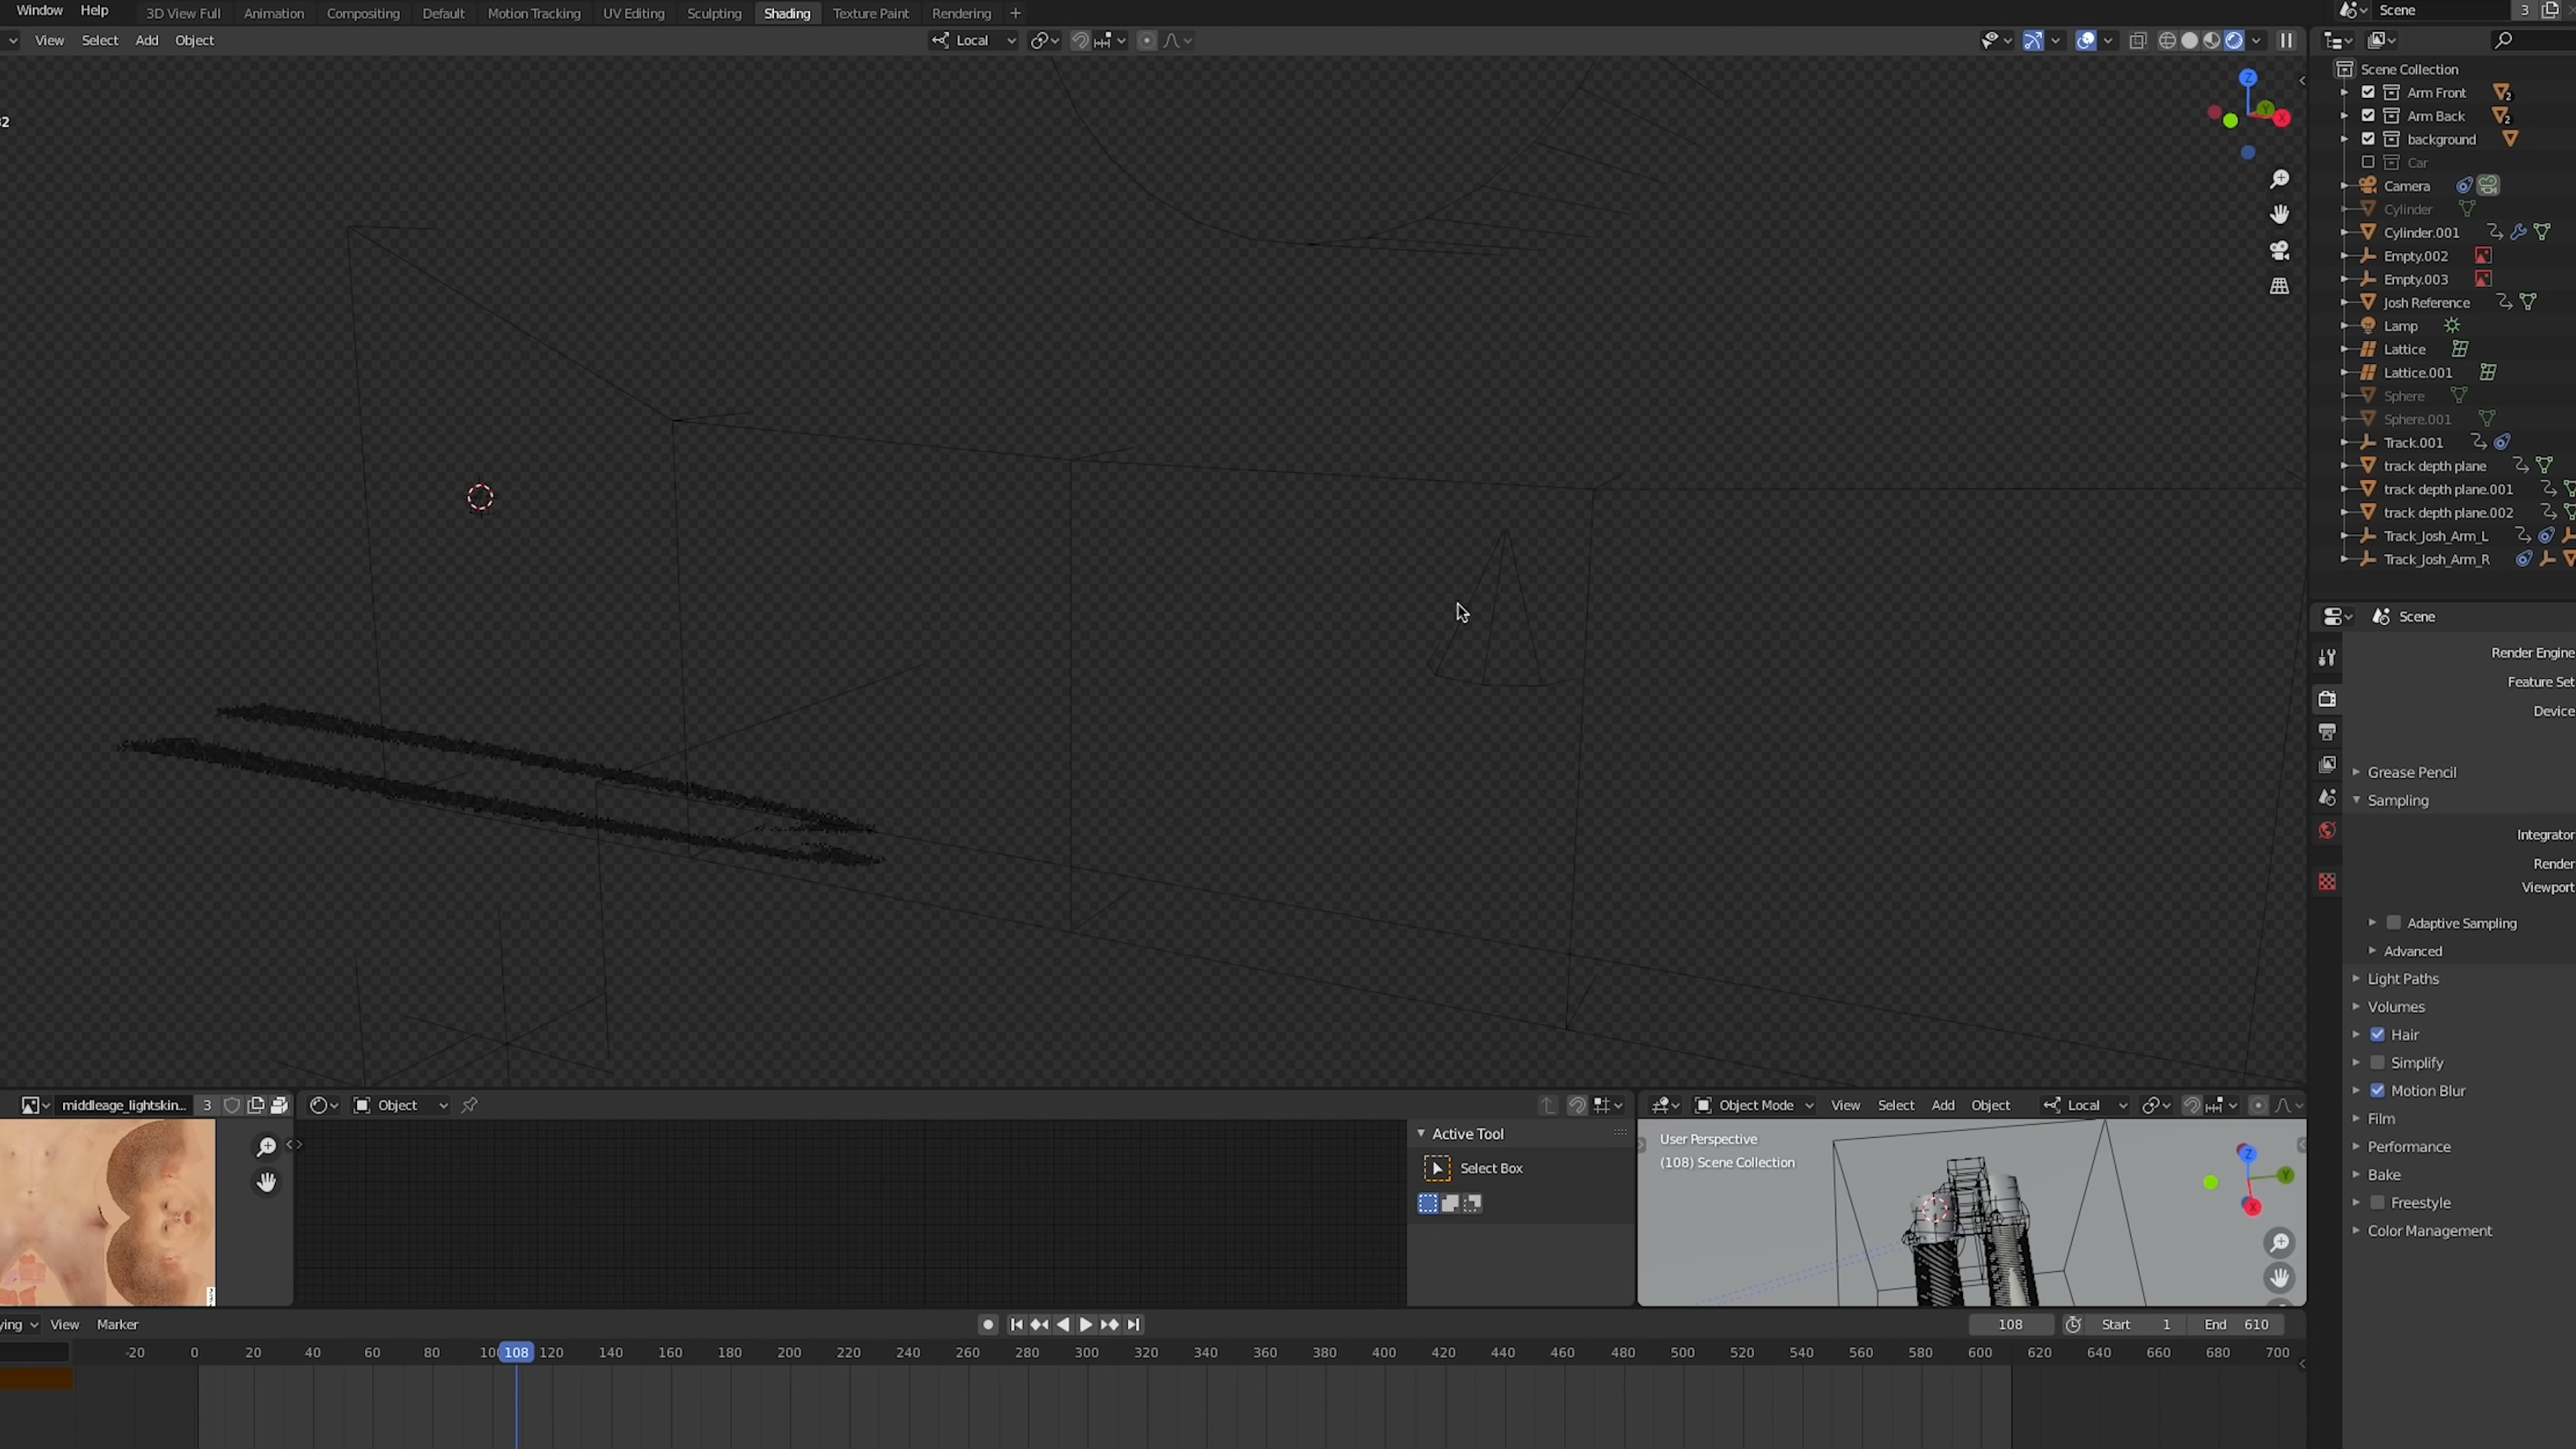 Window Help 3D View Full Animation Compositing Default Motion Tracking UV Editing Sculpting Shading Texture Paint Rendering + Scene 3
View Select Add Object Local
Scene Collection
Arm Front 2
Arm Back 2
background
Car
Camera
Cylinder
Cylinder.001
Empty.002
Empty.003
Josh Reference
Lamp
Lattice
Lattice.001
Sphere
Sphere.001
Track.001
track depth plane
track depth plane.001
track depth plane.002
Track_Josh_Arm_L
Track_Josh_Arm_R
Z
Y
X
Scene
Render Engine
Feature Set
Device
Grease Pencil
Sampling
Integrator
Render
Viewport
Adaptive Sampling
Advanced
Light Paths
Volumes
Hair
Simplify
Motion Blur
Film
Performance
Bake
Freestyle
Color Management
middleage_lightskin... 3 Object
Object Mode View Select Add Object Local
Active Tool
Select Box
User Perspective
(108) Scene Collection
Z
Y
X
View Marker 108 Start 1 End 610
-20 0 20 40 60 80 108 120 140 160 180 200 220 240 260 280 300 320 340 360 380 400 420 440 460 480 500 520 540 560 580 600 620 640 660 680 700